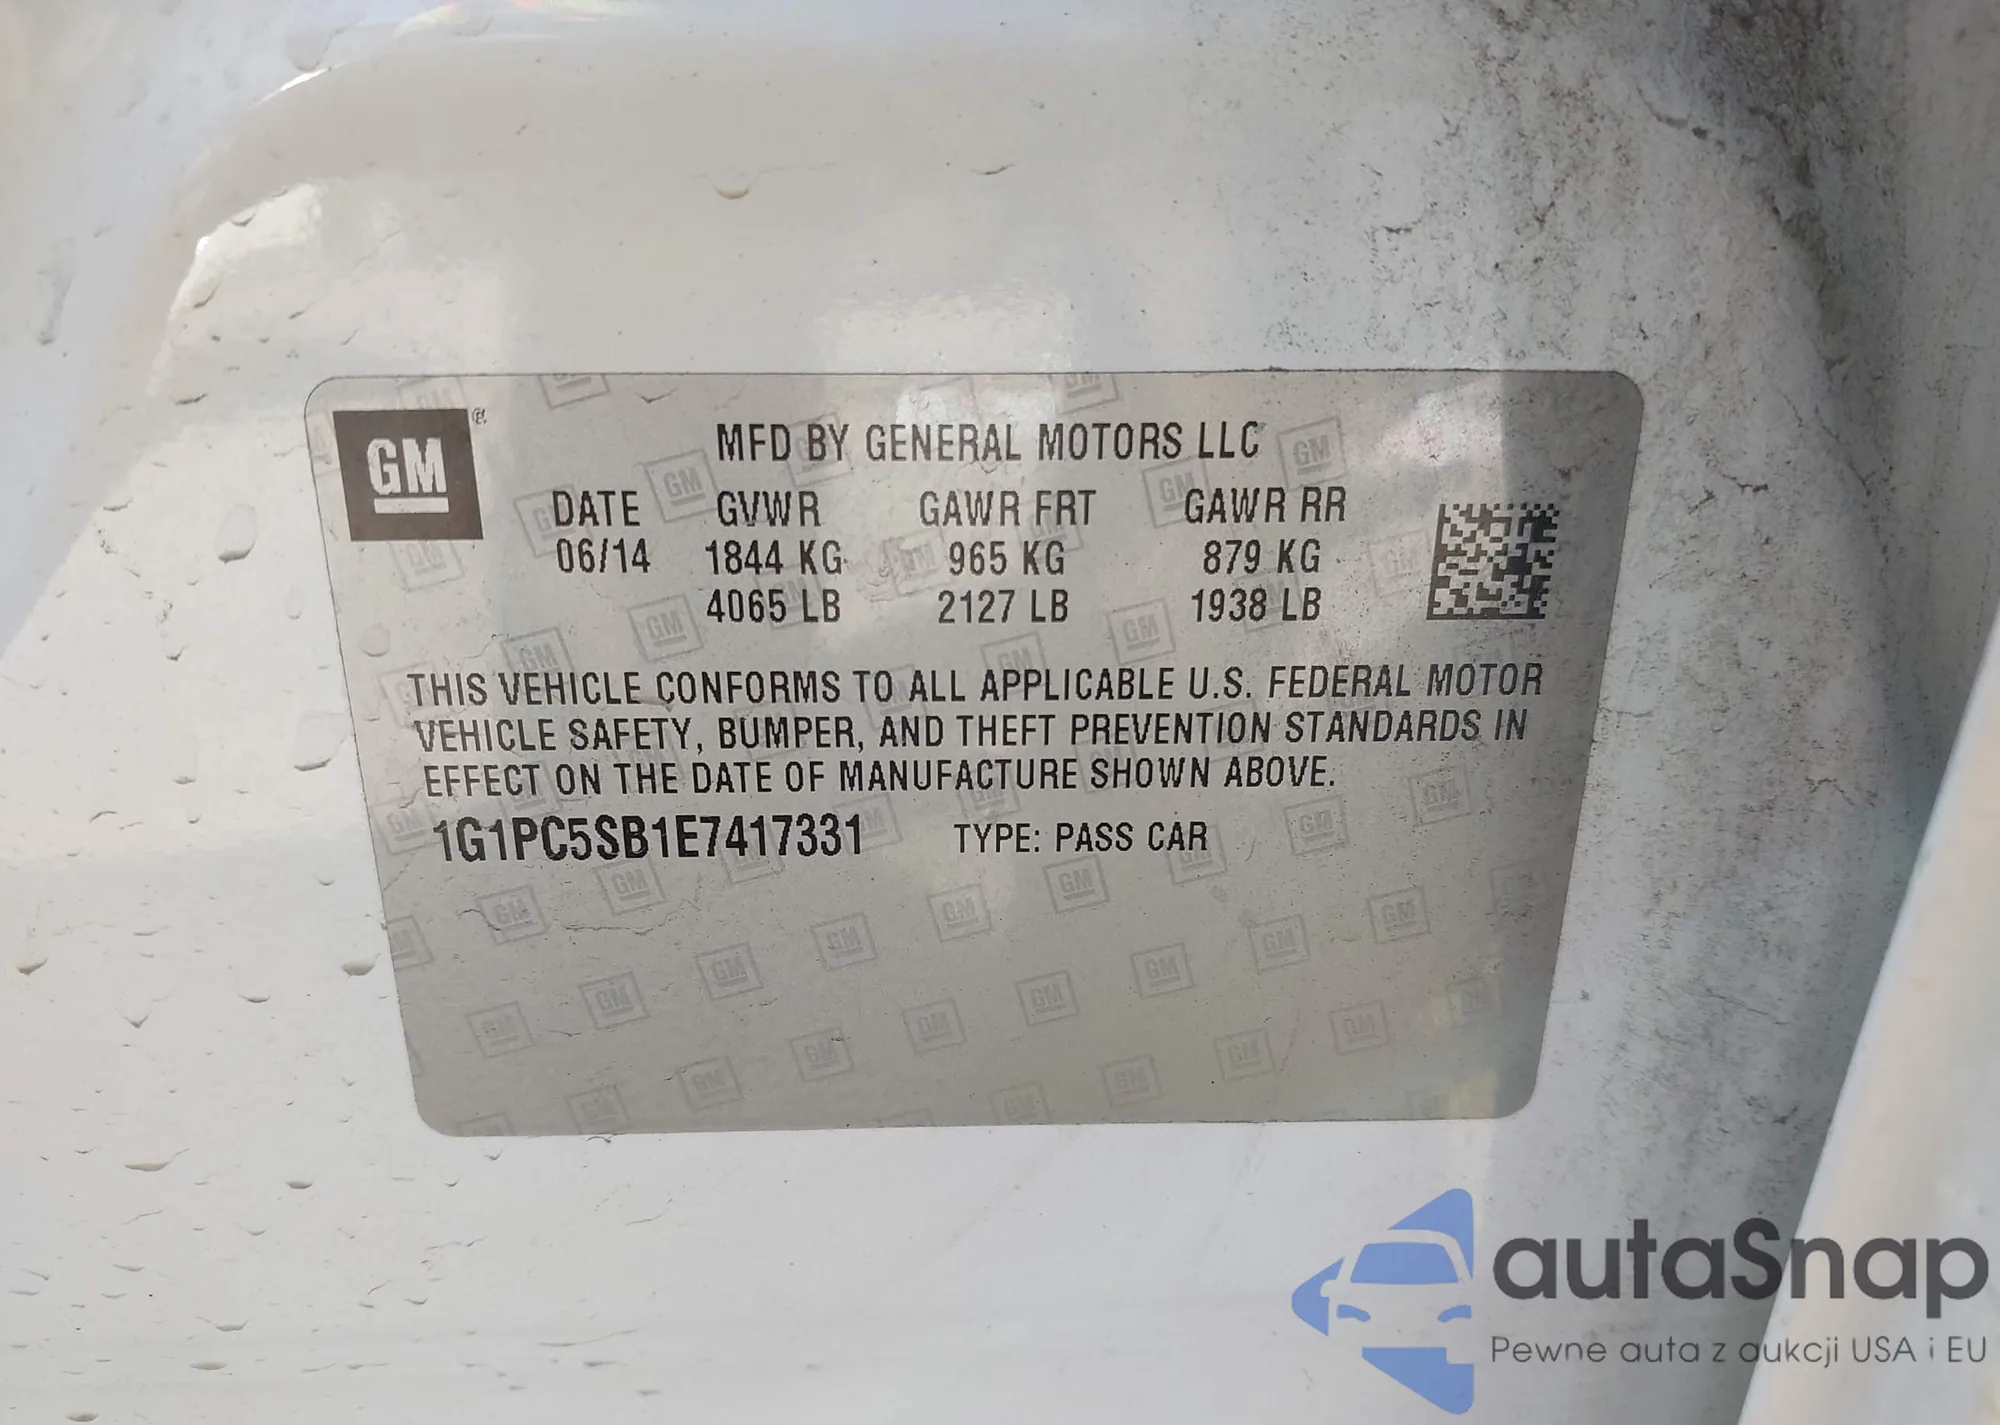 GM ®
MFD BY GENERAL MOTORS LLC
DATE GVWR GAWR FRT GAWR RR
06/14 1844 KG 965 KG 879 KG
4065 LB 2127 LB 1938 LB
THIS VEHICLE CONFORMS TO ALL APPLICABLE U.S. FEDERAL MOTOR
VEHICLE SAFETY, BUMPER, AND THEFT PREVENTION STANDARDS IN
EFFECT ON THE DATE OF MANUFACTURE SHOWN ABOVE.
1G1PC5SB1E7417331 TYPE: PASS CAR
autaSnap
Pewne auta z aukcji USA i EU